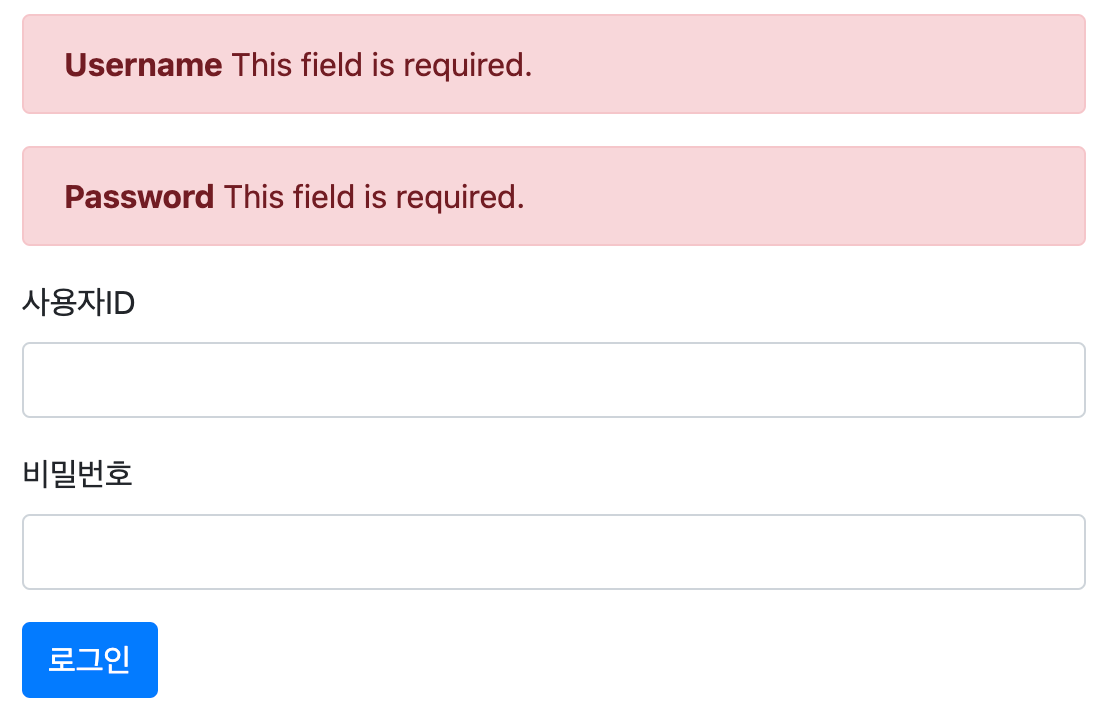 Username This field is required.
Password This field is required.
사용자ID
비밀번호
로그인